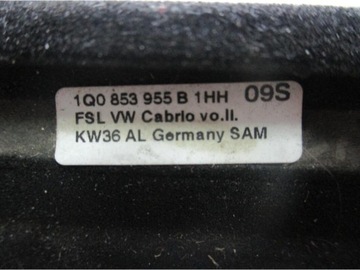 1Q0 853 955 B 1HH 09S
FSL VW Cabrio vo.li.
KW36 AL Germany SAM